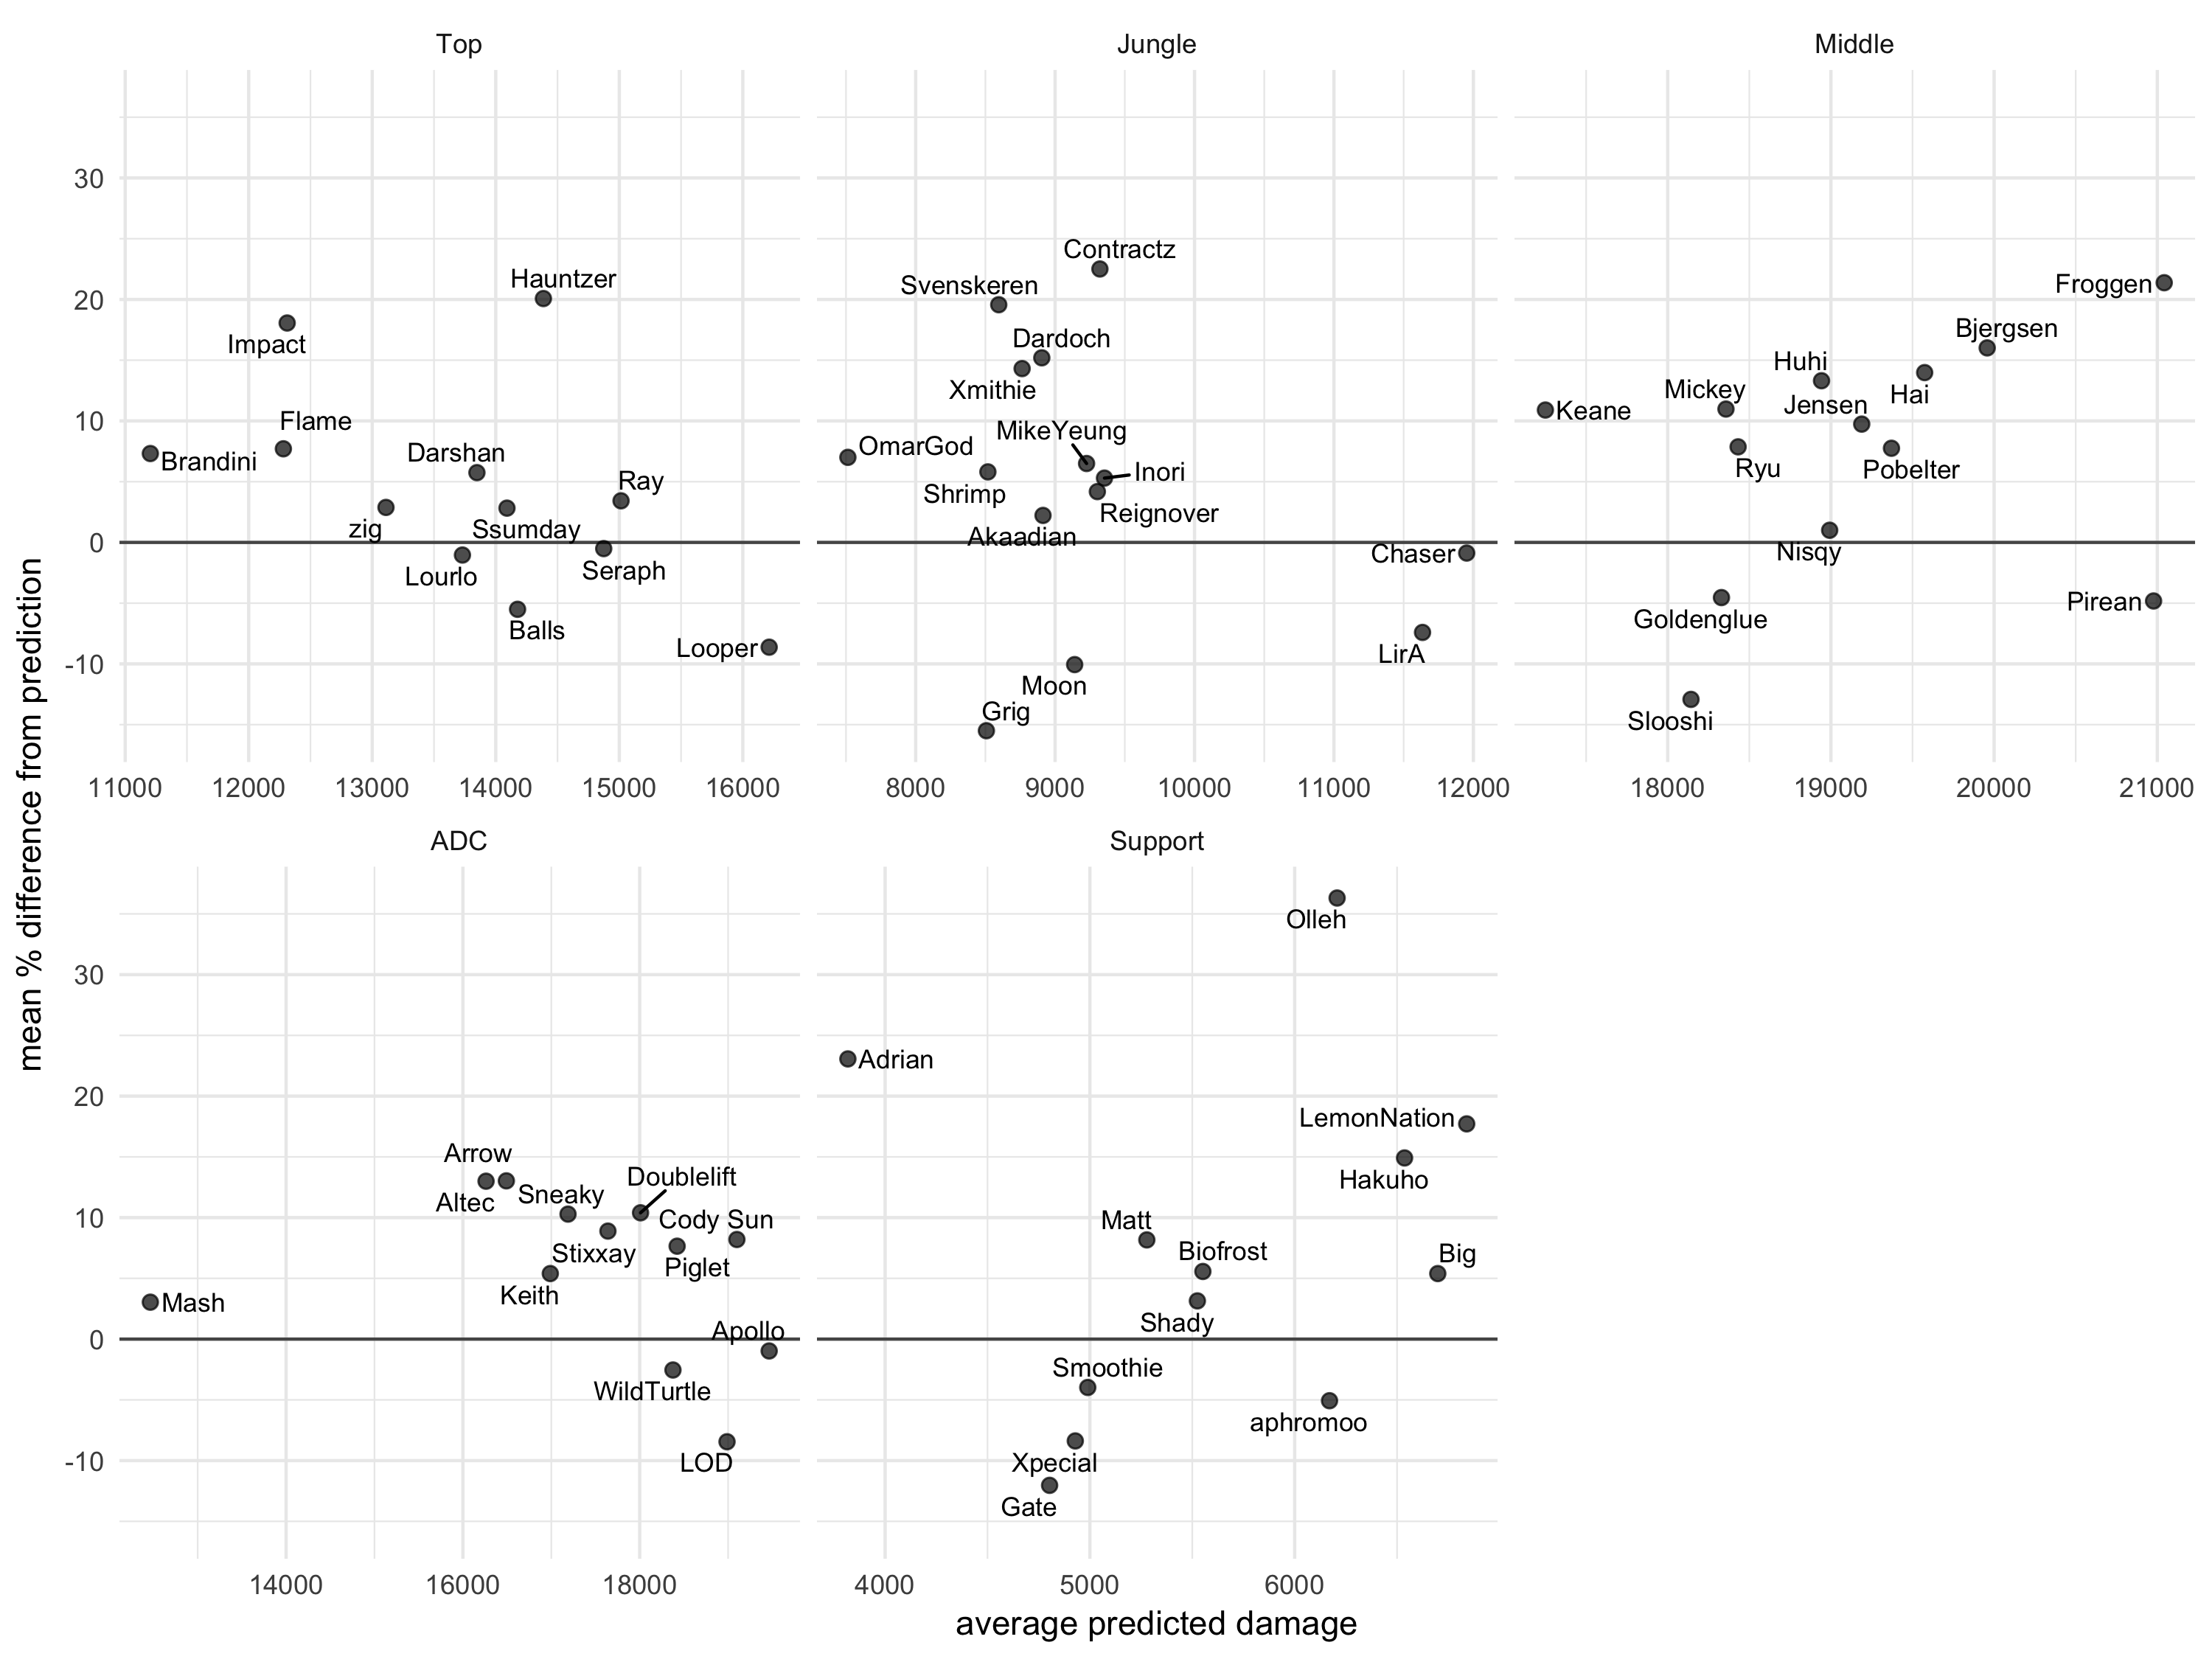 Top
Jungle
Middle
mean % difference from prediction
30
20
10
0
-10
Hauntzer
Impact
Flame
Brandini
Darshan
Ray
zig
Ssumday
Lourlo
Seraph
Balls
Looper
11000 12000 13000 14000 15000 16000
Contractz
Svenskeren
Dardoch
Xmithie
MikeYeung
OmarGod
Inori
Shrimp
Reignover
Akaadian
Chaser
LirA
Moon
Grig
8000 9000 10000 11000 12000
Froggen
Bjergsen
Huhi
Mickey
Hai
Jensen
Keane
Ryu
Pobelter
Nisqy
Pirean
Goldenglue
Slooshi
18000 19000 20000 21000
ADC
Support
30
20
10
0
-10
Arrow
Doublelift
Altec
Sneaky
Cody Sun
Stixxay
Piglet
Keith
Mash
Apollo
WildTurtle
LOD
14000 16000 18000
Olleh
Adrian
LemonNation
Hakuho
Matt
Biofrost
Big
Shady
Smoothie
aphromoo
Xpecial
Gate
4000 5000 6000
average predicted damage